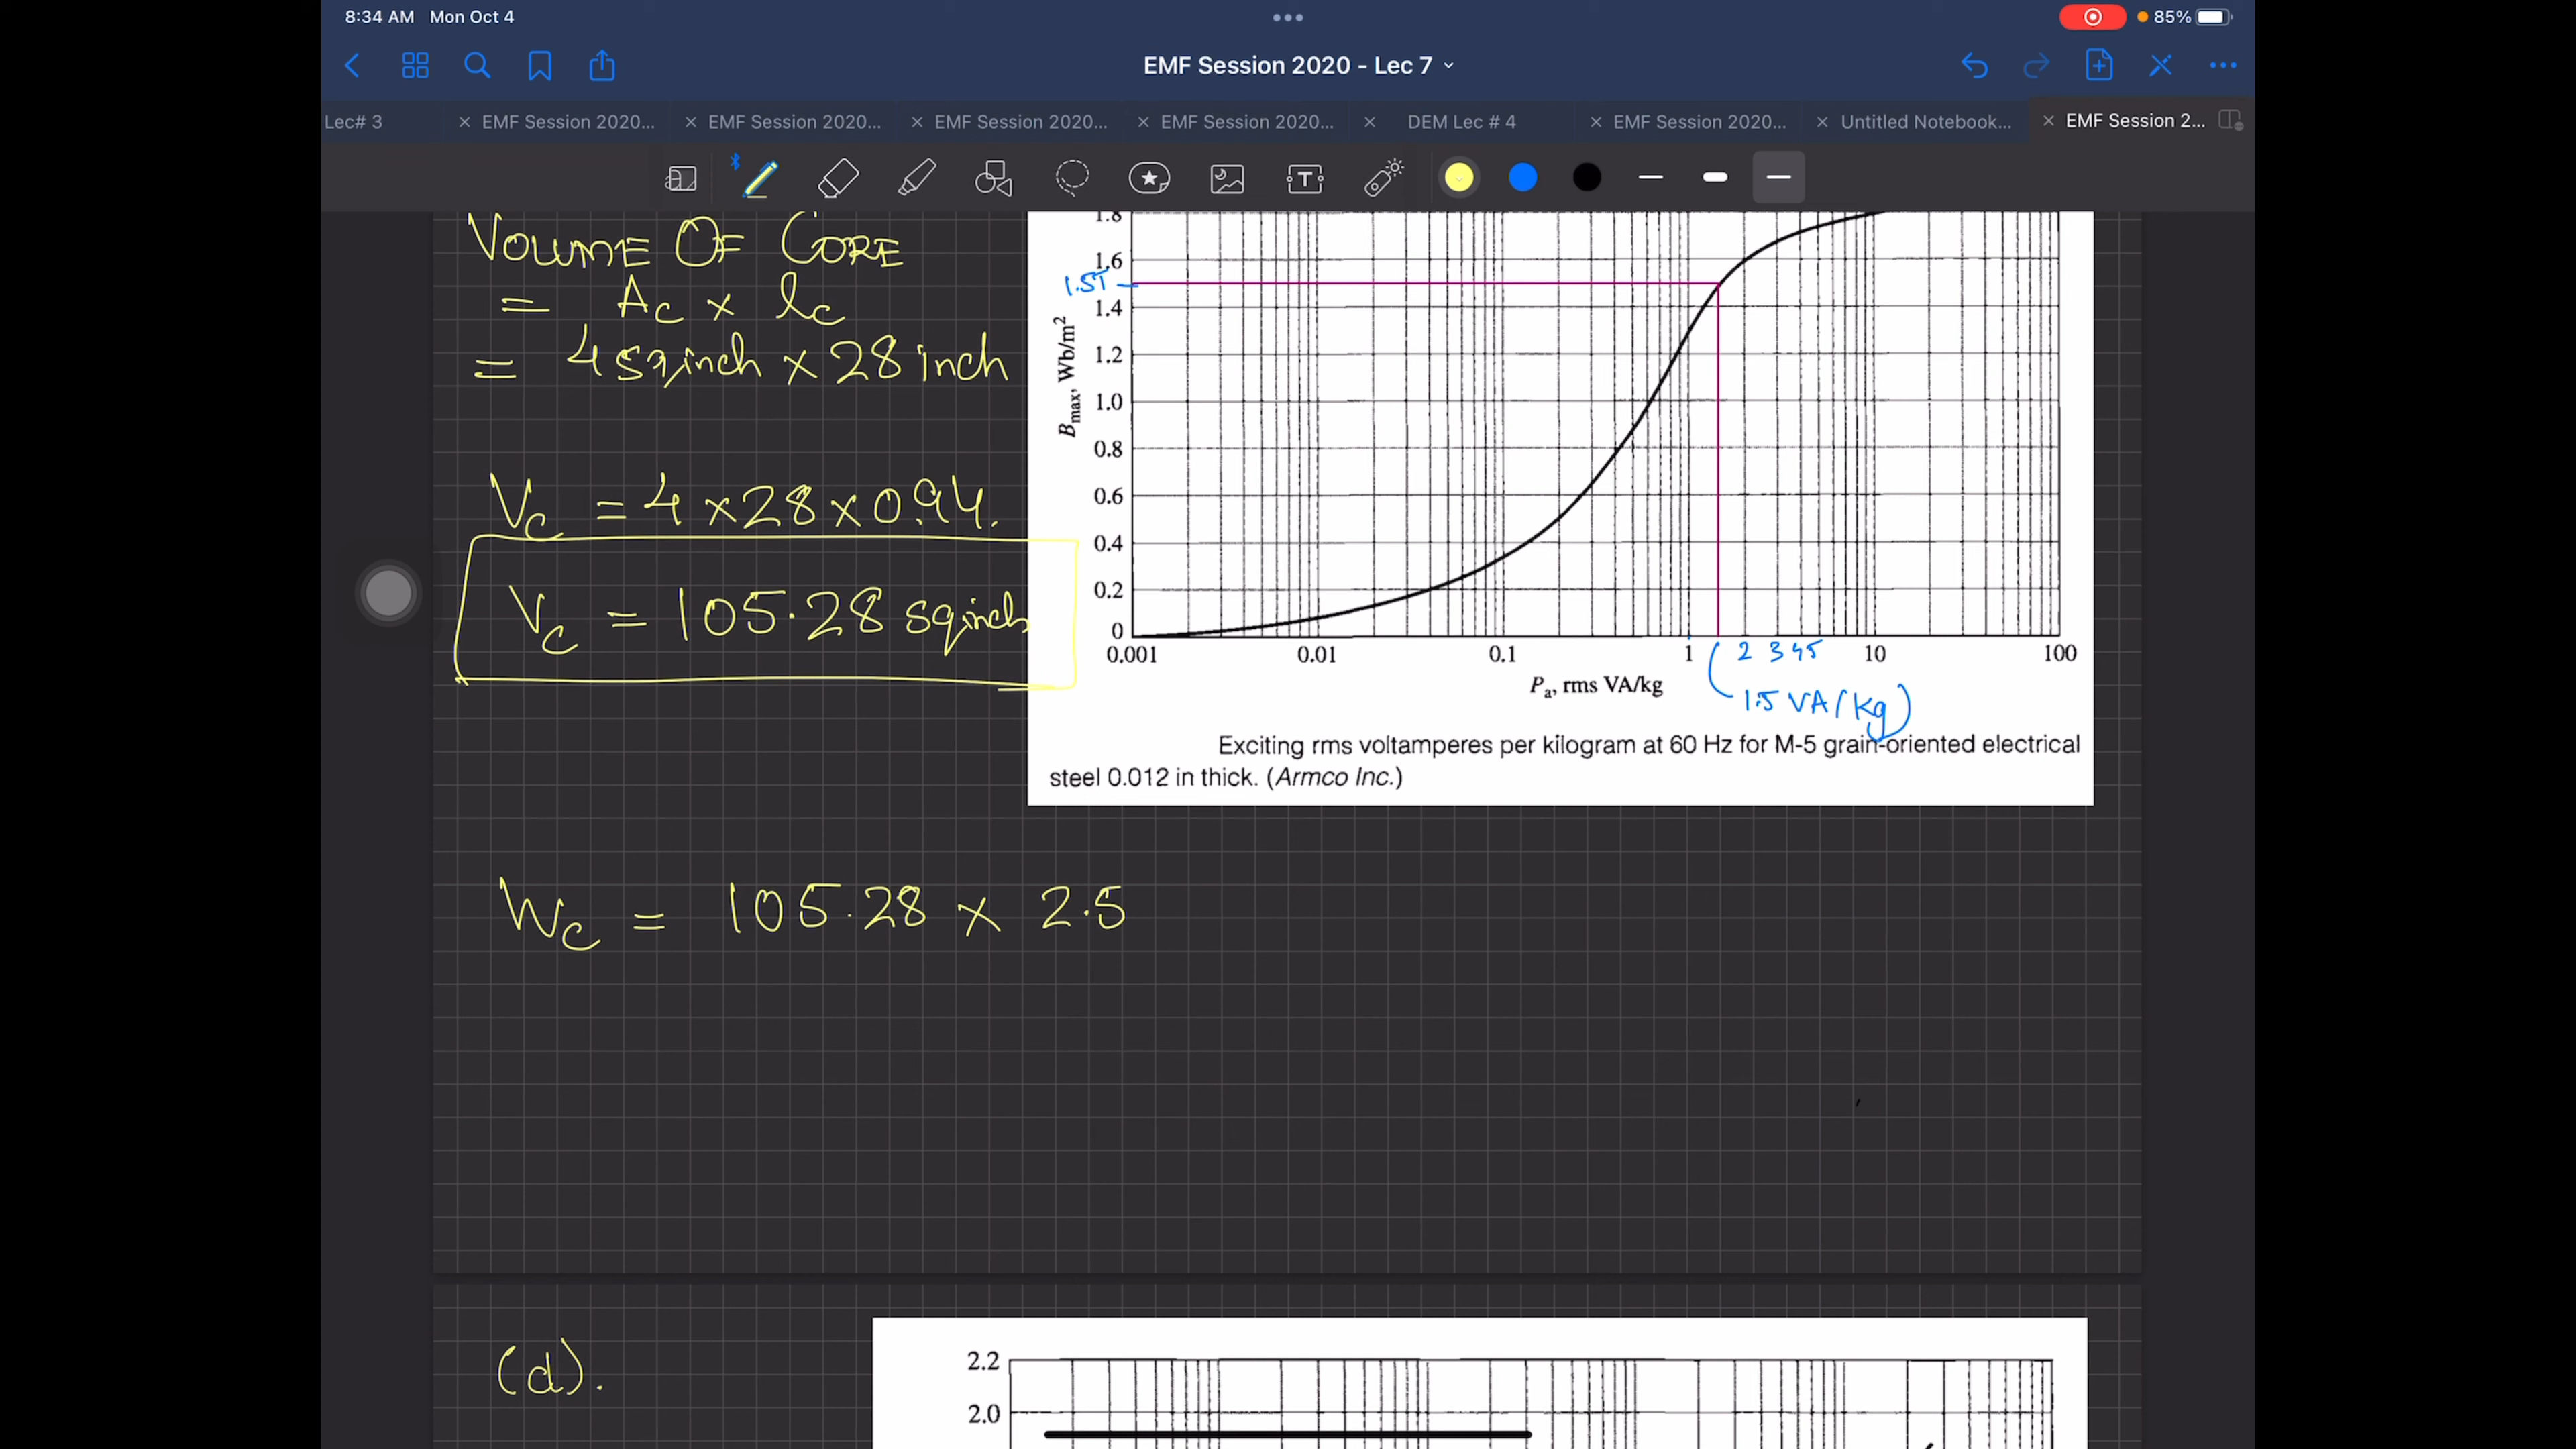 8:34 AM Mon Oct 4
85%
EMF Session 2020 - Lec 7
Lec# 3
EMF Session 2020...
EMF Session 2020...
EMF Session 2020...
EMF Session 2020...
DEM Lec # 4
EMF Session 2020...
Untitled Notebook...
EMF Session 2...
VOLUME OF CORE
= Ac × lc
= 4 sq,inch × 28 inch
Vc = 4 × 28 × 0.94.
Vc = 105.28 sqinch
1.8
1.6
1.5T
1.4
1.2
1.0
0.8
0.6
0.4
0.2
0
Bmax, Wb/m²
0.001 0.01 0.1 1 10 100
2 3 4 5
Pa, rms VA/kg
1.5 VA/kg
Exciting rms voltamperes per kilogram at 60 Hz for M-5 grain-oriented electrical
steel 0.012 in thick. (Armco Inc.)
Wc = 105.28 × 2.5
(d).
2.2
2.0